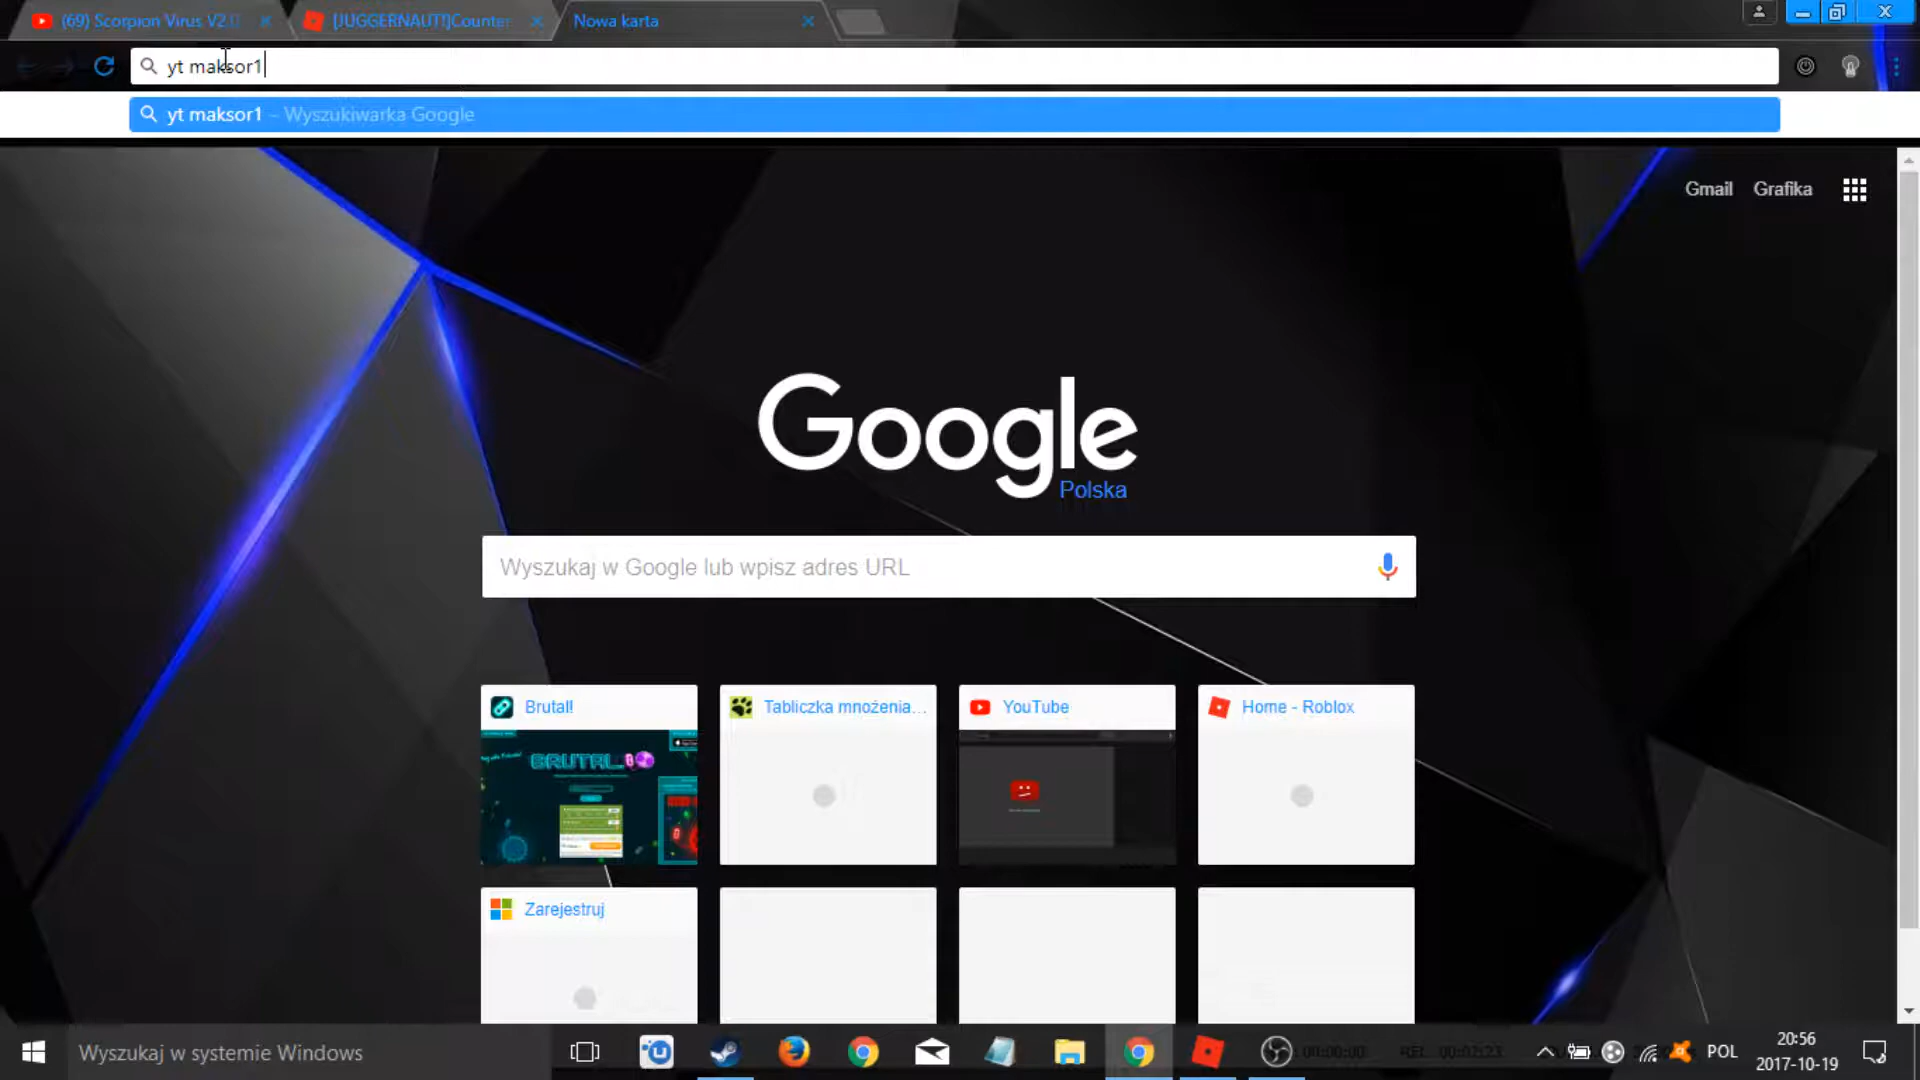 (69) Scorpion Virus V2.0
[JUGGERNAUT!]Counter
Nowa karta
yt maksor1
yt maksor1 – Wyszukiwarka Google
Gmail Grafika
Google
Polska
Wyszukaj w Google lub wpisz adres URL
Brutal!
Tabliczka mnożenia...
YouTube
Home - Roblox
BRUTAL
Zarejestruj
Wyszukaj w systemie Windows
POL
20:56
2017-10-19